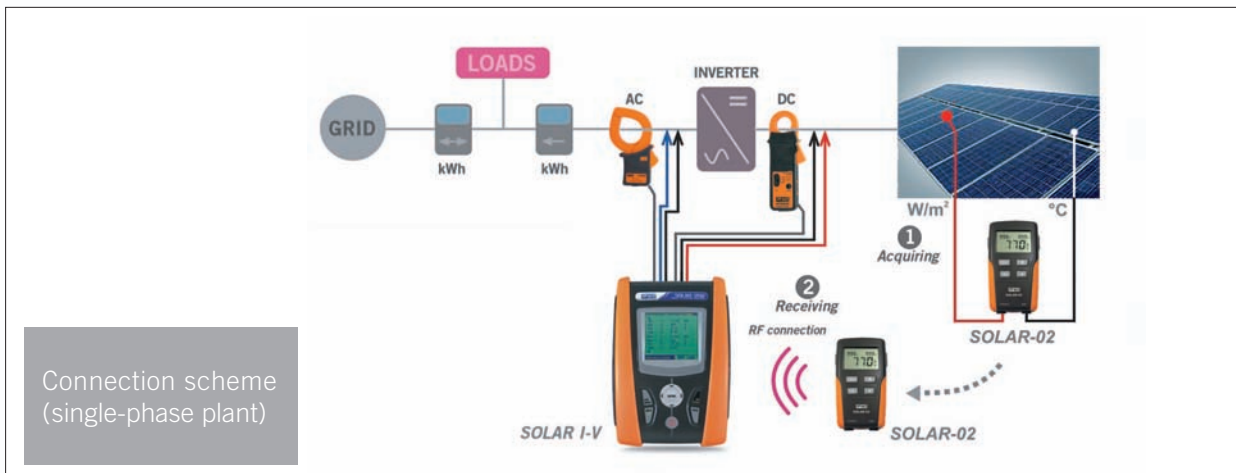 LOADS
INVERTER
AC
DC
GRID
kWh
kWh
W/m²
°C
1
Acquiring
2
Receiving
RF connection
SOLAR-02
Connection scheme
(single-phase plant)
SOLAR I-V
SOLAR-02